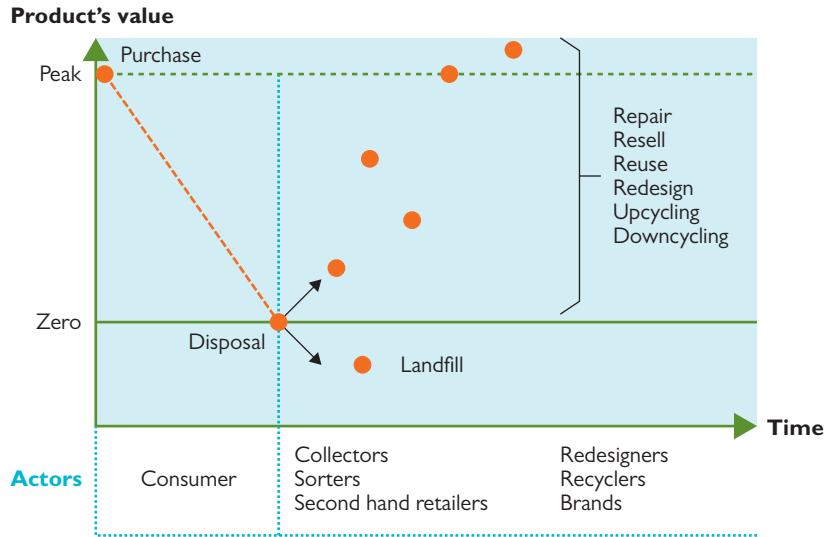 Product's value
Purchase
Peak
Repair
Resell
Reuse
Redesign
Upcycling
Downcycling
Zero
Disposal
Landfill
Time
Actors
Consumer
Collectors
Sorters
Second hand retailers
Redesigners
Recyclers
Brands